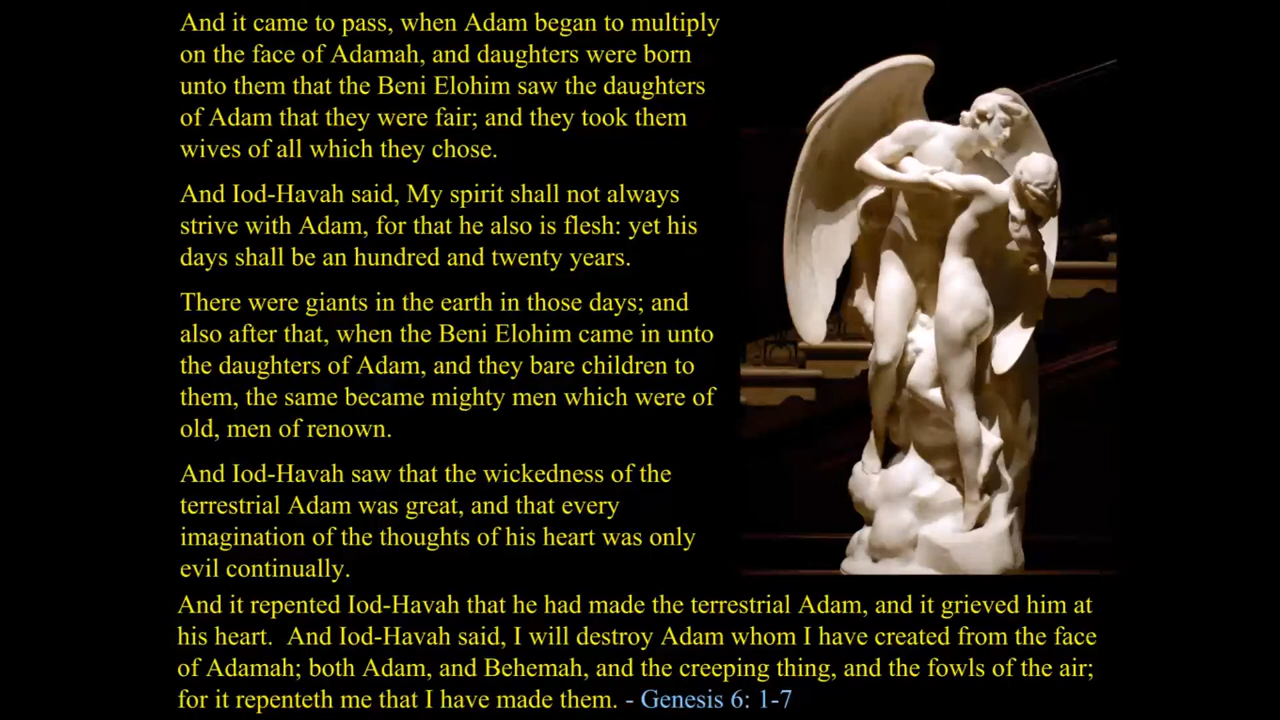 And it came to pass, when Adam began to multiply
on the face of Adamah, and daughters were born
unto them that the Beni Elohim saw the daughters
of Adam that they were fair; and they took them
wives of all which they chose.
And Iod-Havah said, My spirit shall not always
strive with Adam, for that he also is flesh: yet his
days shall be an hundred and twenty years.
There were giants in the earth in those days; and
also after that, when the Beni Elohim came in unto
the daughters of Adam, and they bare children to
them, the same became mighty men which were of
old, men of renown.
And Iod-Havah saw that the wickedness of the
terrestrial Adam was great, and that every
imagination of the thoughts of his heart was only
evil continually.
And it repented Iod-Havah that he had made the terrestrial Adam, and it grieved him at
his heart.  And Iod-Havah said, I will destroy Adam whom I have created from the face
of Adamah; both Adam, and Behemah, and the creeping thing, and the fowls of the air;
for it repenteth me that I have made them. - Genesis 6: 1-7